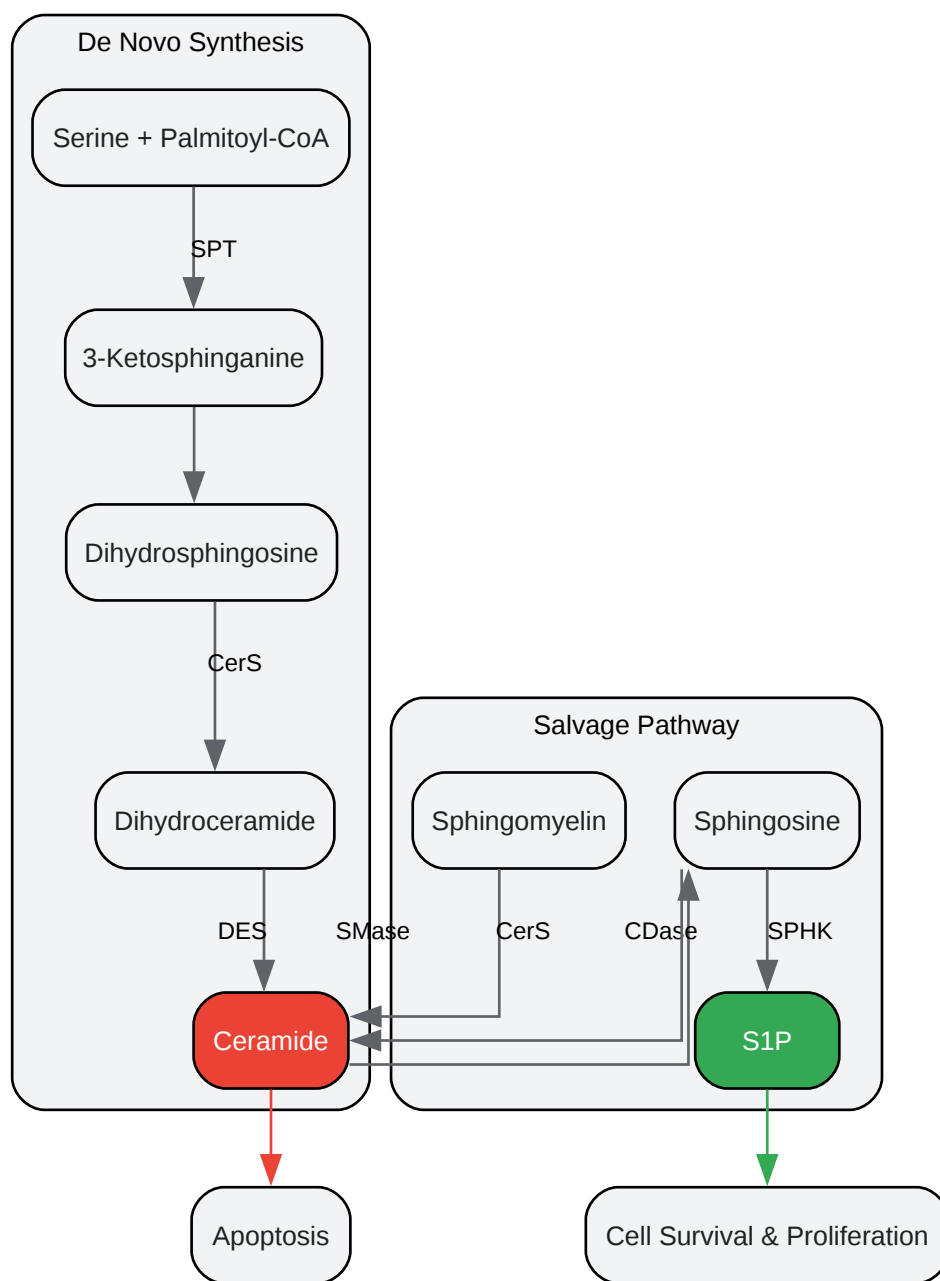 De Novo Synthesis
Serine + Palmitoyl-CoA
SPT
3-Ketosphinganine
Dihydrosphingosine
CerS
Salvage Pathway
Dihydroceramide
Sphingomyelin
Sphingosine
DES
SMase
CerS
CDase
SPHK
Ceramide
S1P
Apoptosis
Cell Survival & Proliferation